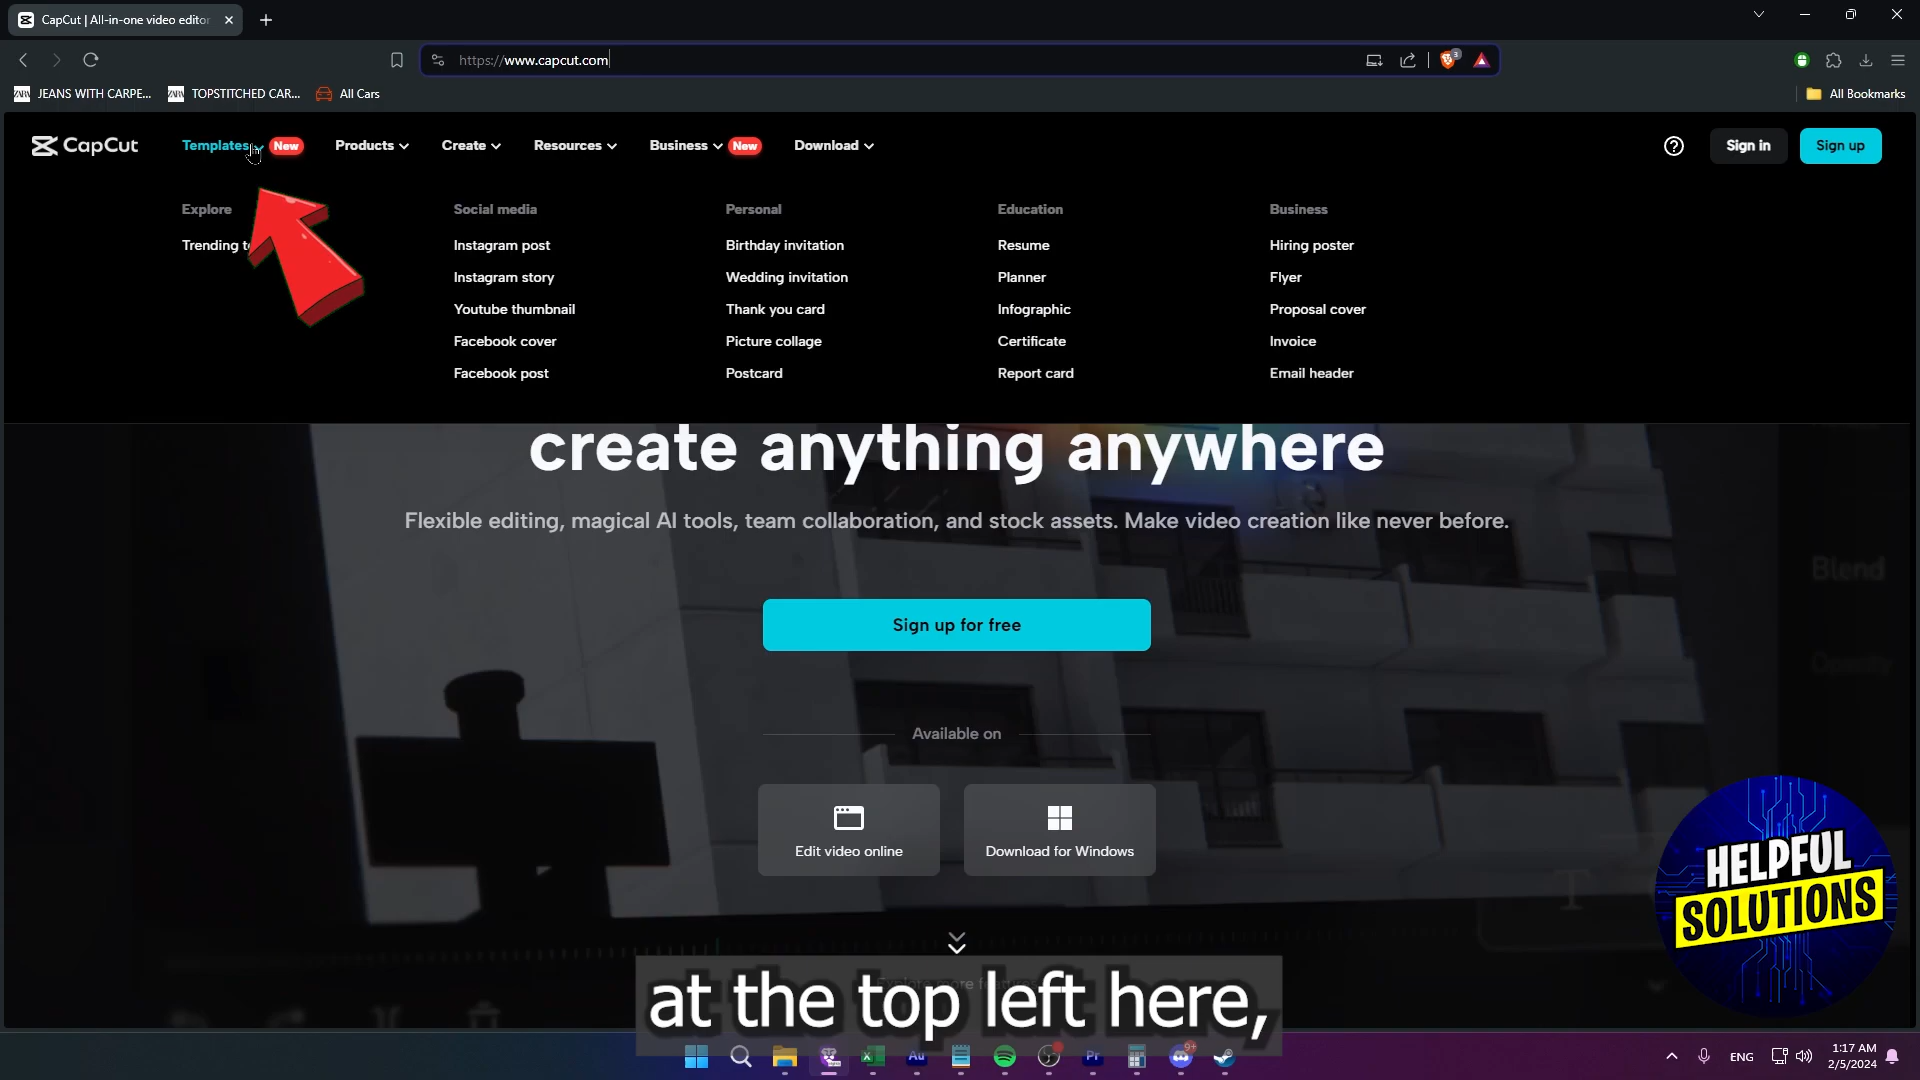 CapCut | All-in-one video editor
https://www.capcut.com
3
JEANS WITH CARPE...
TOPSTITCHED CAR...
All Cars
All Bookmarks
CapCut
Templates
New
Products
Create
Resources
Business
New
Download
Sign in
Sign up
Explore
Trending
Social media
Instagram post
Instagram story
Youtube thumbnail
Facebook cover
Facebook post
Personal
Birthday invitation
Wedding invitation
Thank you card
Picture collage
Postcard
Education
Resume
Planner
Infographic
Certificate
Report card
Business
Hiring poster
Flyer
Proposal cover
Invoice
Email header
create anything anywhere
Flexible editing, magical AI tools, team collaboration, and stock assets. Make video creation like never before.
Blend
Opacity
Sign up for free
Available on
Edit video online
Download for Windows
HELPFUL
SOLUTIONS
at the top left here,
Au
Pr
9+
ENG
1:17 AM
2/5/2024